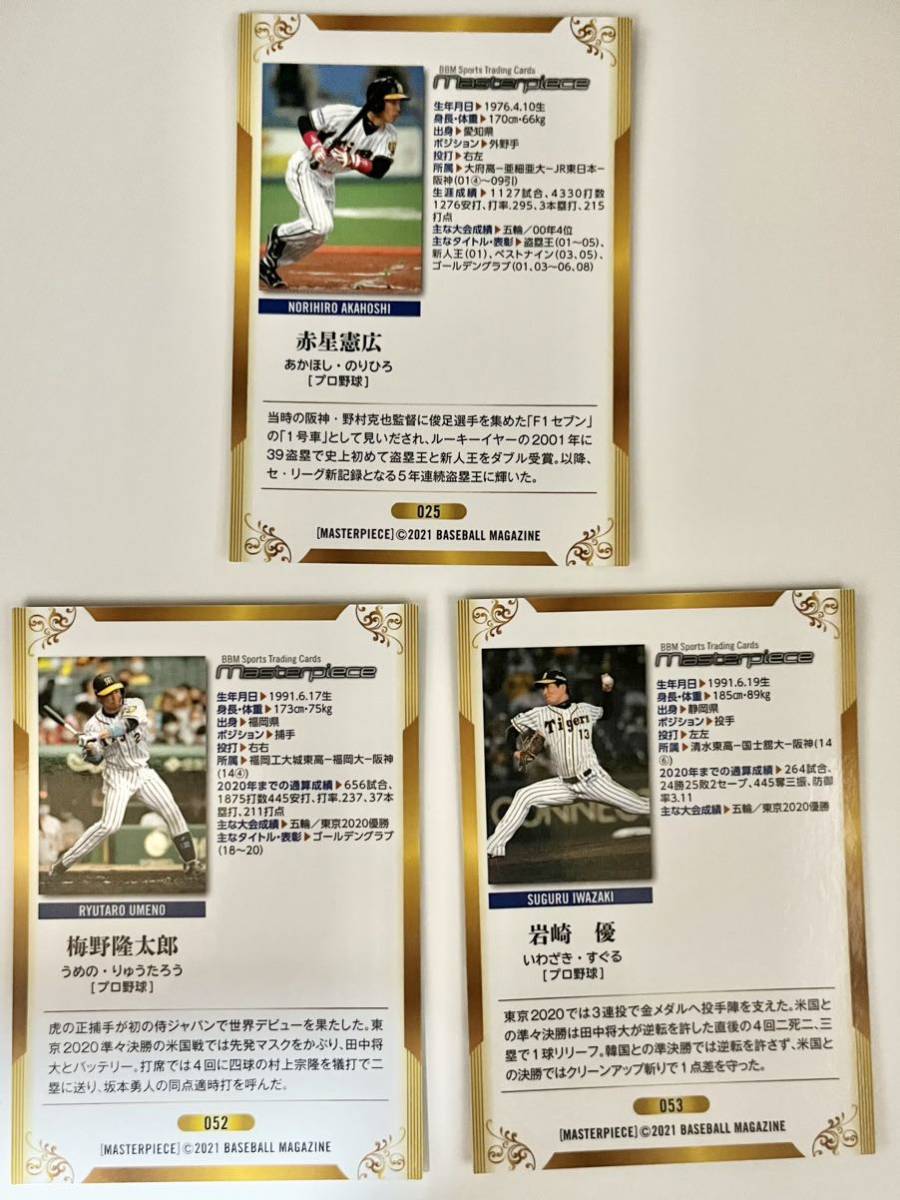 BBM Sports Trading Cards
Masterpiece
生年月日▶1976.4.10生
身長・体重▶170cm・66kg
出身▶愛知県
ポジション▶外野手
投打▶右左
所属▶大府高−亜細亜大−JR東日本−
阪神(01④〜09引)
生涯成績▶1127試合、4330打数
1276安打、打率.295、3本塁打、215
打点
主な大会成績▶五輪／00年4位
主なタイトル・表彰▶盗塁王(01〜05)、
新人王(01)、ベストナイン(03、05)、
ゴールデングラブ(01、03〜06、08)
NORIHIRO AKAHOSHI
赤星憲広
あかほし・のりひろ
[プロ野球]
当時の阪神・野村克也監督に俊足選手を集めた「F1セブン」
の「1号車」として見いだされ、ルーキーイヤーの2001年に
39盗塁で史上初めて盗塁王と新人王をダブル受賞。以降、
セ・リーグ新記録となる5年連続盗塁王に輝いた。
025
[MASTERPIECE]©2021 BASEBALL MAGAZINE
BBM Sports Trading Cards
Masterpiece
生年月日▶1991.6.17生
身長・体重▶173cm・75kg
出身▶福岡県
ポジション▶捕手
投打▶右右
所属▶福岡工大城東高−福岡大−阪神
(14④)
2020年までの通算成績▶656試合、
1875打数445安打、打率.237、37本
塁打、211打点
主な大会成績▶五輪／東京2020優勝
主なタイトル・表彰▶ゴールデングラブ
(18〜20)
2
RYUTARO UMENO
梅野隆太郎
うめの・りゅうたろう
[プロ野球]
虎の正捕手が初の侍ジャパンで世界デビューを果たした。東
京2020準々決勝の米国戦では先発マスクをかぶり、田中将
大とバッテリー。打席では4回に四球の村上宗隆を犠打で二
塁に送り、坂本勇人の同点適時打を呼んだ。
052
[MASTERPIECE]©2021 BASEBALL MAGAZINE
BBM Sports Trading Cards
Masterpiece
生年月日▶1991.6.19生
身長・体重▶185cm・89kg
出身▶静岡県
ポジション▶投手
投打▶左左
所属▶清水東高−国士舘大−阪神(14
⑥)
2020年までの通算成績▶264試合、
24勝25敗2セーブ、445奪三振、防御
率3.11
主な大会成績▶五輪／東京2020優勝
Tigers
13
CONNEC
SUGURU IWAZAKI
岩崎　優
いわざき・すぐる
[プロ野球]
東京2020では3連投で金メダルへ投手陣を支えた。米国と
の準々決勝は田中将大が逆転を許した直後の4回二死二、三
塁で1球リリーフ。韓国との準決勝では逆転を許さず、米国と
の決勝ではクリーンアップ斬りで1点差を守った。
053
[MASTERPIECE]©2021 BASEBALL MAGAZINE